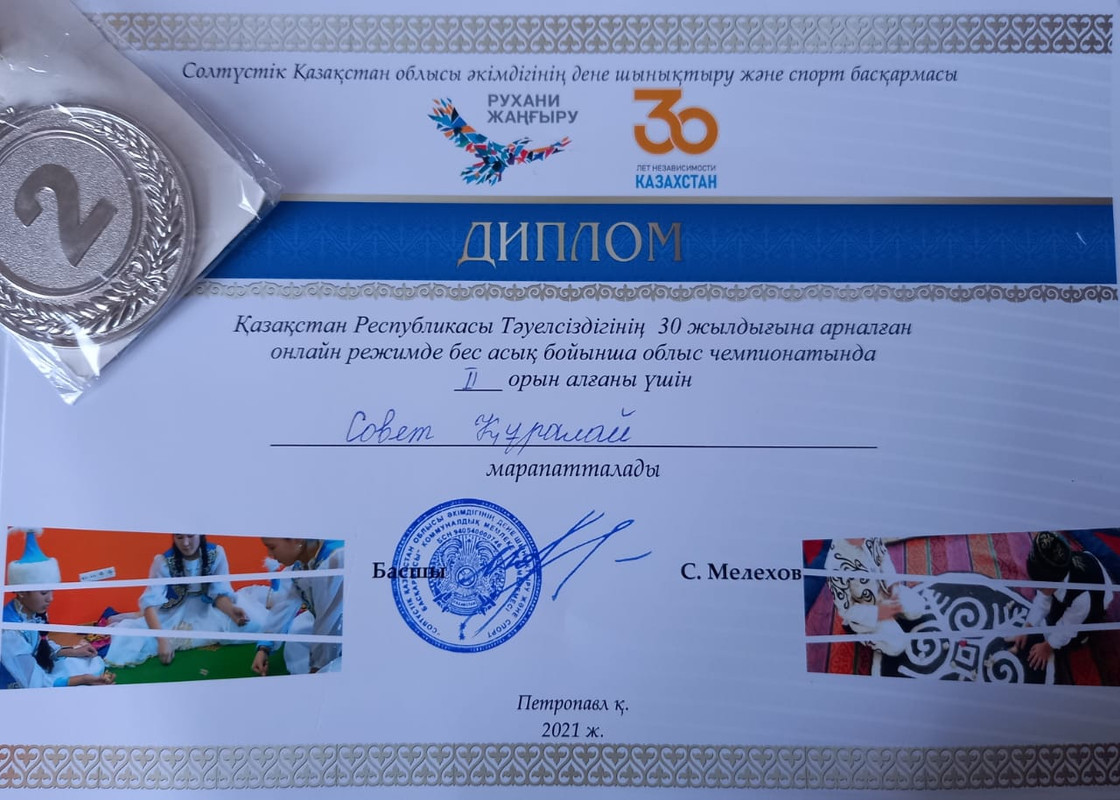 Солтүстік Қазақстан облысы әкімдігінің дене шынықтыру және спорт басқармасы
РУХАНИ
ЖАҢҒЫРУ
30
ЛЕТ НЕЗАВИСИМОСТИ
КАЗАХСТАН
2
ДИПЛОМ
Қазақстан Республикасы Тәуелсіздігінің 30 жылдығына арналған
онлайн режимде бес асық бойынша облыс чемпионатында
II орын алғаны үшін
Совет Құралай
марапатталады
Басшы
С. Мелехов
Петропавл қ.
2021 ж.